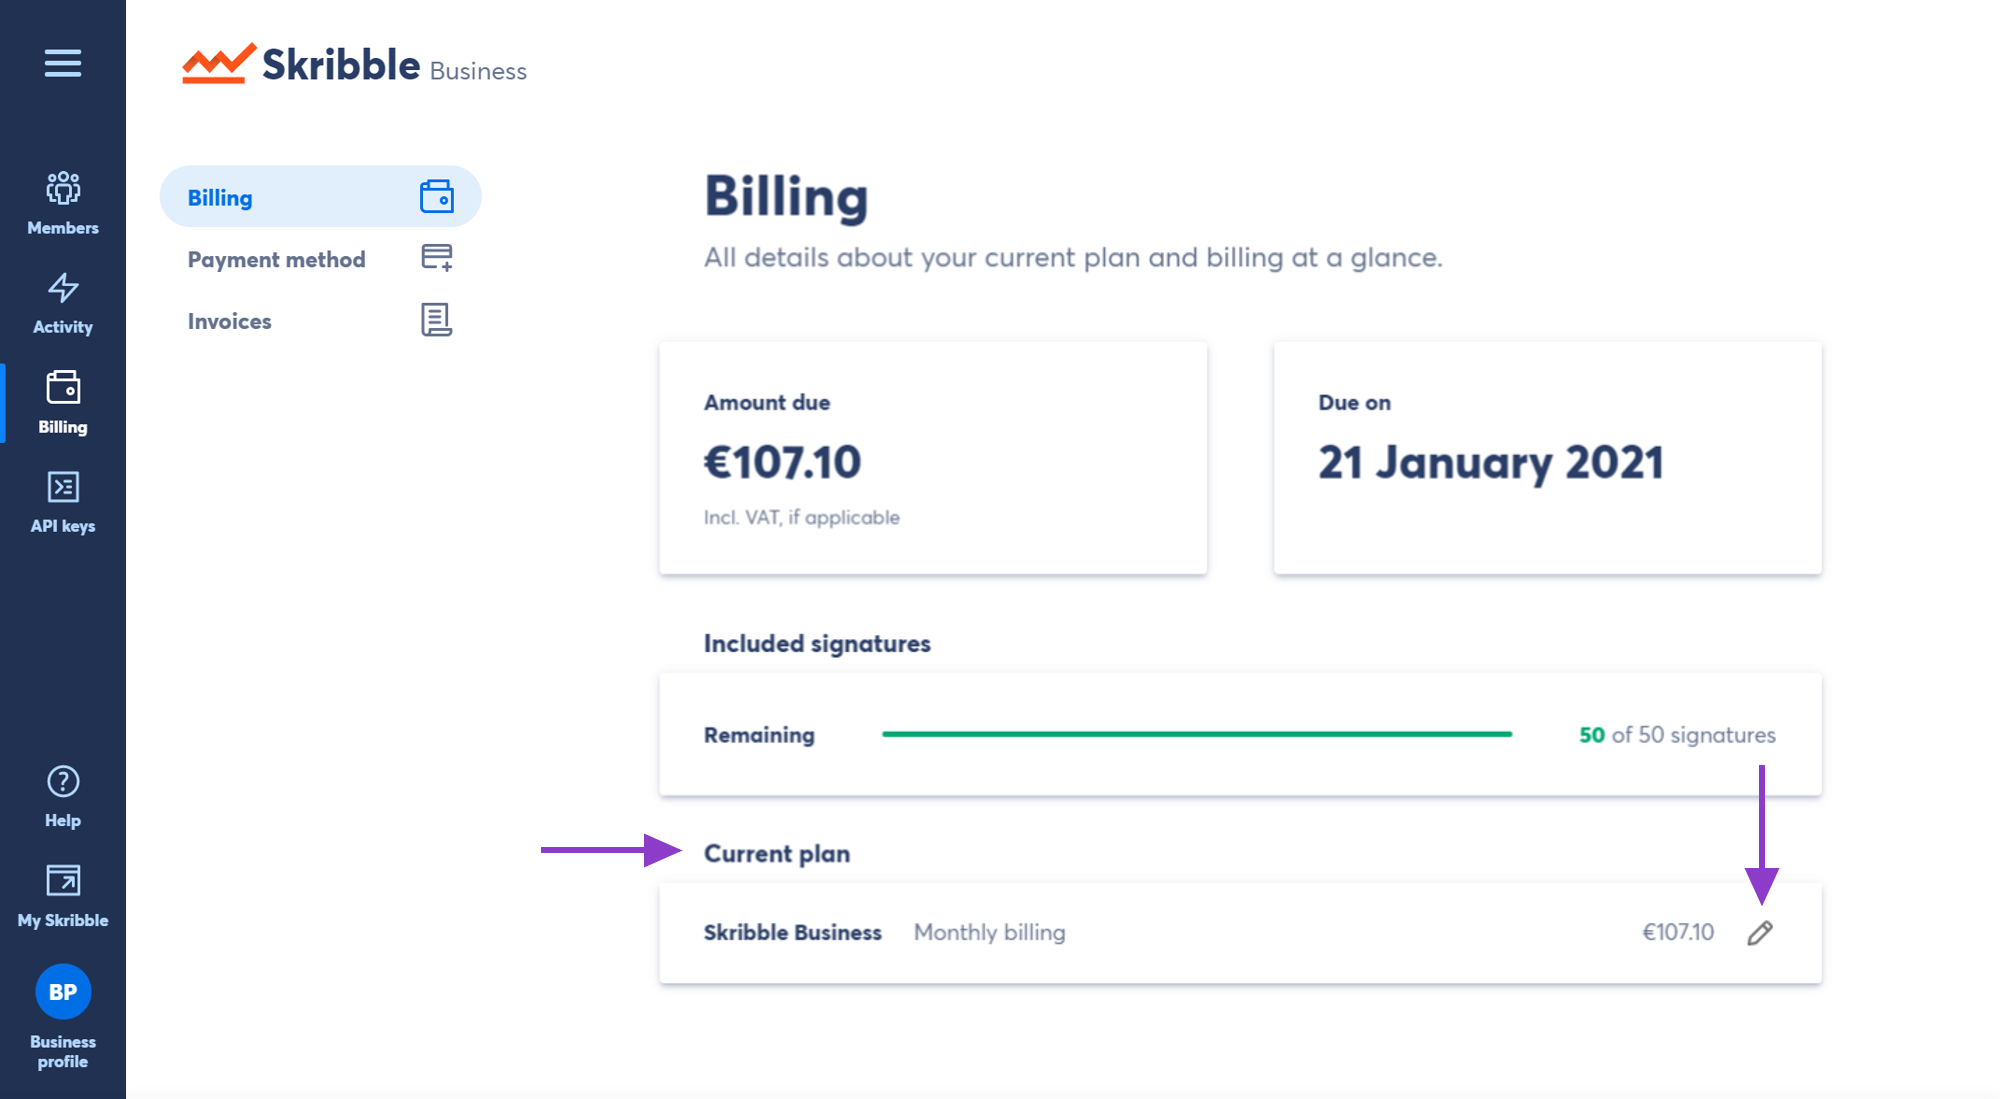 Skribble Business
Members
Activity
Billing
API keys
Help
My Skribble
BP
Business
profile
Billing
Payment method
Invoices
Billing
All details about your current plan and billing at a glance.
Amount due
€107.10
Incl. VAT, if applicable
Due on
21 January 2021
Included signatures
Remaining 50 of 50 signatures
Current plan
Skribble Business Monthly billing €107.10